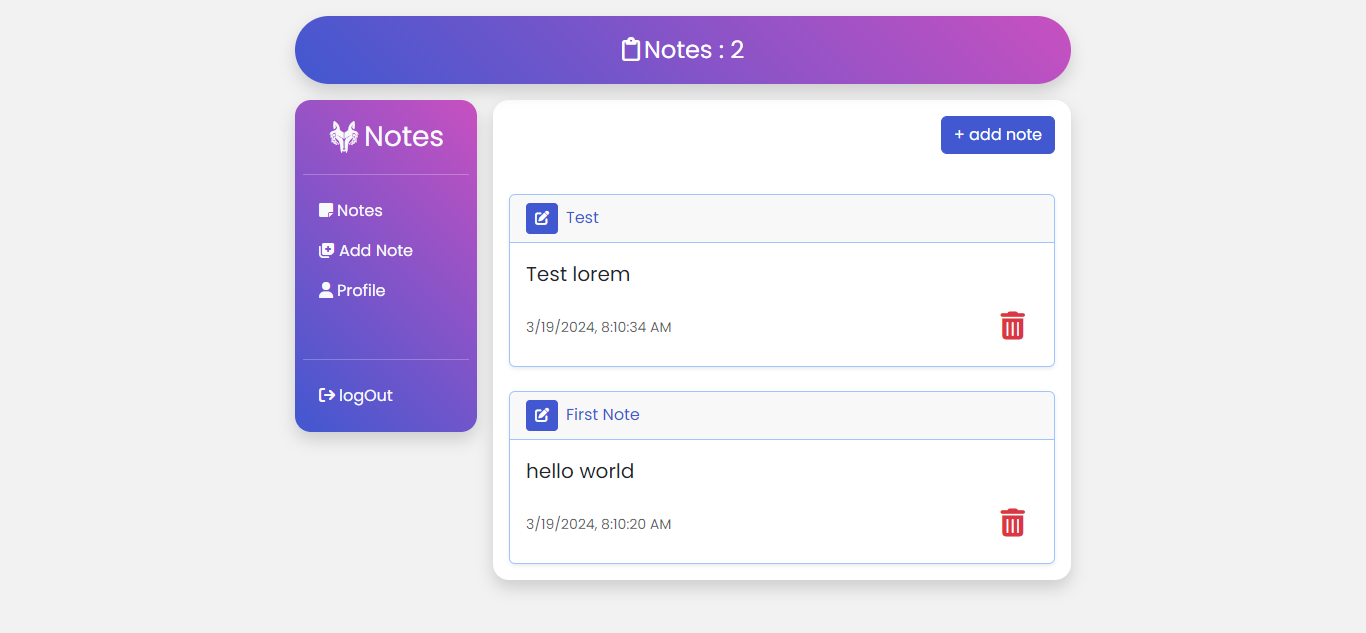 Notes : 2
Notes
Notes
Add Note
Profile
logOut
+ add note
Test
Test lorem
3/19/2024, 8:10:34 AM
First Note
hello world
3/19/2024, 8:10:20 AM